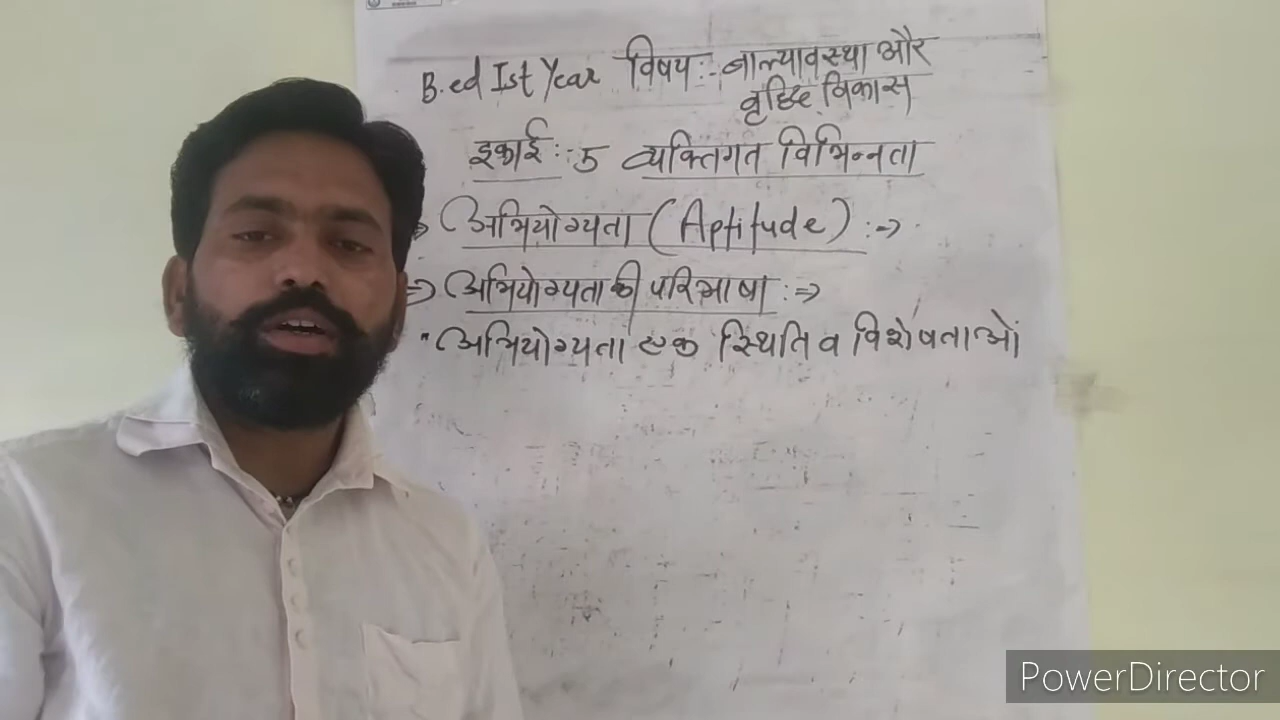 B.ed Ist Year विषय:- बाल्यावस्था और
वृद्धि विकास
इकाई:- 5 व्यक्तिगत विभिन्नता
अभियोग्यता (Aptitude) :->
=> अभियोग्यता की परिभाषा :=>
"अभियोग्यता एक स्थिति व विशेषताओं
PowerDirector